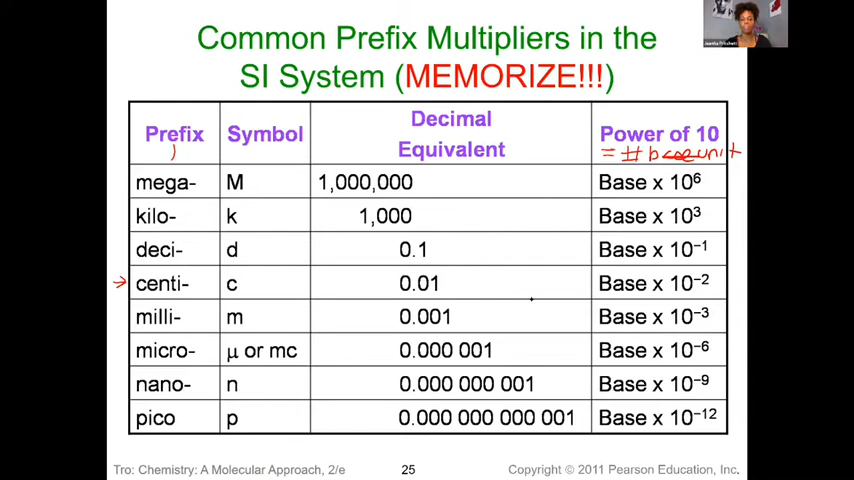 Common Prefix Multipliers in the
SI System (MEMORIZE!!!)
Prefix Symbol Decimal Equivalent Power of 10
1 = # base unit
mega- M 1,000,000 Base x 10⁶
kilo- k 1,000 Base x 10³
deci- d 0.1 Base x 10⁻¹
→ centi- c 0.01 Base x 10⁻²
milli- m 0.001 Base x 10⁻³
micro- µ or mc 0.000 001 Base x 10⁻⁶
nano- n 0.000 000 001 Base x 10⁻⁹
pico p 0.000 000 000 001 Base x 10⁻¹²
Tro: Chemistry: A Molecular Approach, 2/e 25 Copyright © 2011 Pearson Education, Inc.